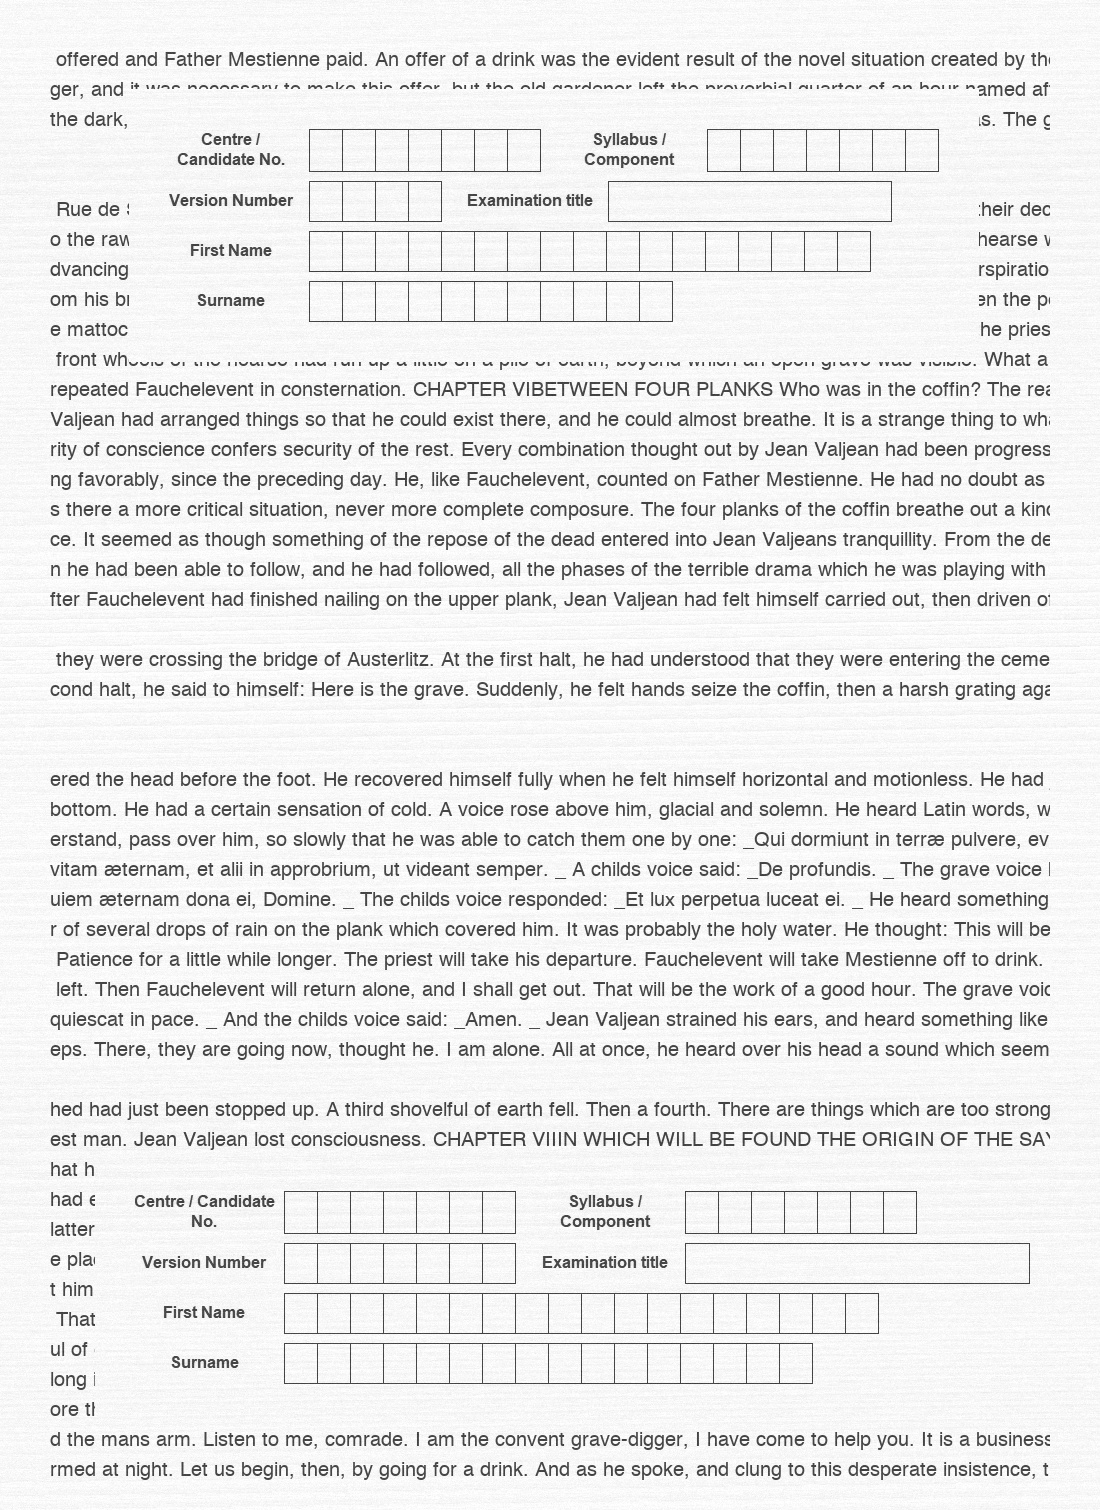 offered and Father Mestienne paid. An offer of a drink was the evident result of the novel situation created by the
ger, and it was necessary to make this offer, but the old gardener left the proverbial quarter of an hour named af
the dark, s. The g
Centre / Candidate No.
Syllabus / Component
Version Number
Examination title
First Name
Surname
Rue de their dec
o the raw hearse w
dvancing rspiratio
om his br en the pe
e mattoc he pries
front wheels of the hearse had run up a little on a pile of earth, beyond which an open grave was visible. What a
repeated Fauchelevent in consternation. CHAPTER VIBETWEEN FOUR PLANKS Who was in the coffin? The rea
Valjean had arranged things so that he could exist there, and he could almost breathe. It is a strange thing to wha
rity of conscience confers security of the rest. Every combination thought out by Jean Valjean had been progress
ng favorably, since the preceding day. He, like Fauchelevent, counted on Father Mestienne. He had no doubt as
s there a more critical situation, never more complete composure. The four planks of the coffin breathe out a kind
ce. It seemed as though something of the repose of the dead entered into Jean Valjeans tranquillity. From the de
n he had been able to follow, and he had followed, all the phases of the terrible drama which he was playing with
fter Fauchelevent had finished nailing on the upper plank, Jean Valjean had felt himself carried out, then driven of
they were crossing the bridge of Austerlitz. At the first halt, he had understood that they were entering the ceme
cond halt, he said to himself: Here is the grave. Suddenly, he felt hands seize the coffin, then a harsh grating aga
ered the head before the foot. He recovered himself fully when he felt himself horizontal and motionless. He had
bottom. He had a certain sensation of cold. A voice rose above him, glacial and solemn. He heard Latin words, w
erstand, pass over him, so slowly that he was able to catch them one by one: _Qui dormiunt in terræ pulvere, ev
vitam æternam, et alii in approbrium, ut videant semper. _ A childs voice said: _De profundis. _ The grave voice
uiem æternam dona ei, Domine. _ The childs voice responded: _Et lux perpetua luceat ei. _ He heard something
r of several drops of rain on the plank which covered him. It was probably the holy water. He thought: This will be
Patience for a little while longer. The priest will take his departure. Fauchelevent will take Mestienne off to drink.
left. Then Fauchelevent will return alone, and I shall get out. That will be the work of a good hour. The grave voic
quiescat in pace. _ And the childs voice said: _Amen. _ Jean Valjean strained his ears, and heard something like
eps. There, they are going now, thought he. I am alone. All at once, he heard over his head a sound which seem
hed had just been stopped up. A third shovelful of earth fell. Then a fourth. There are things which are too strong
est man. Jean Valjean lost consciousness. CHAPTER VIIIN WHICH WILL BE FOUND THE ORIGIN OF THE SAY
hat h
had e
latter
e pla
t him
That
ul of
long i
ore th
Centre / Candidate No.
Syllabus / Component
Version Number
Examination title
First Name
Surname
d the mans arm. Listen to me, comrade. I am the convent grave-digger, I have come to help you. It is a business
rmed at night. Let us begin, then, by going for a drink. And as he spoke, and clung to this desperate insistence, t